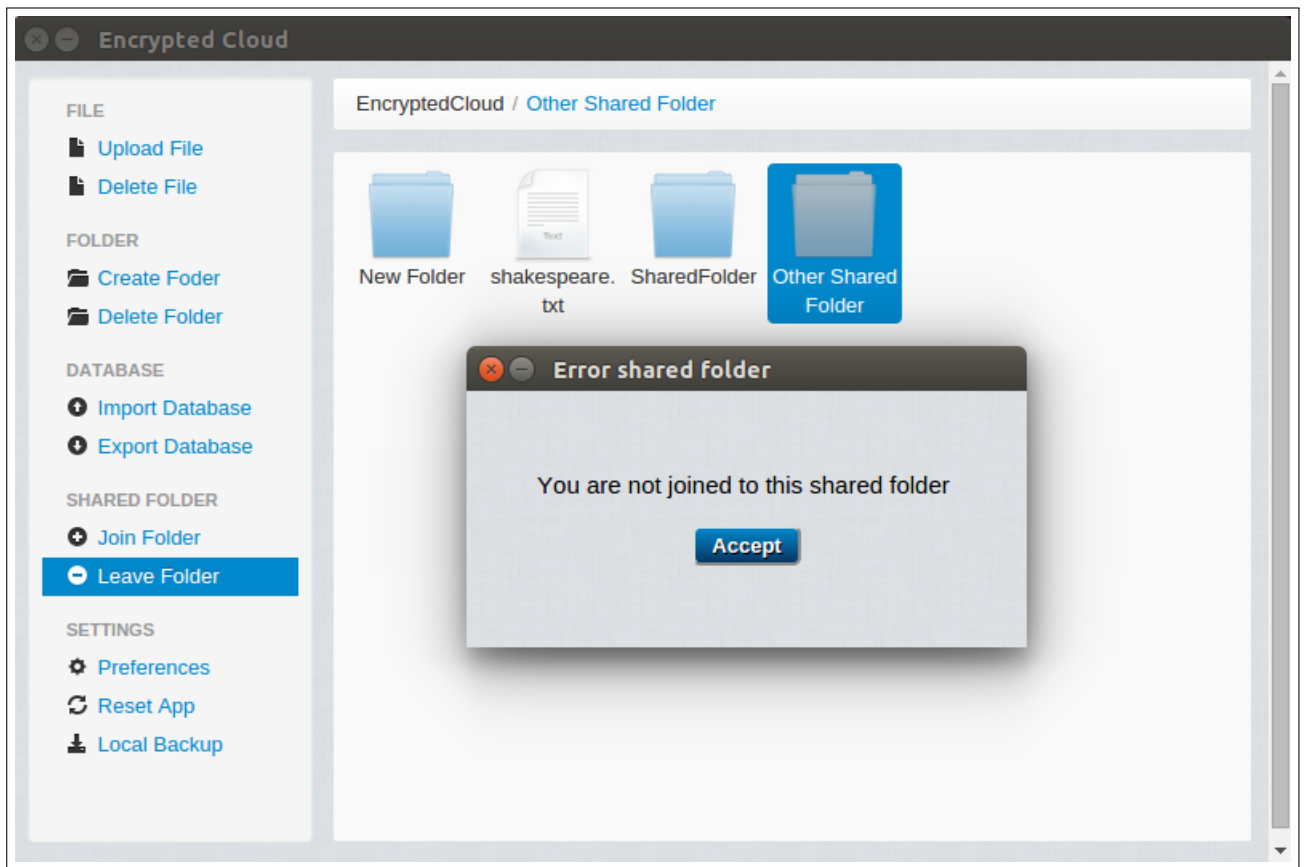 Encrypted Cloud
FILE
Upload File
Delete File
FOLDER
Create Foder
Delete Folder
DATABASE
Import Database
Export Database
SHARED FOLDER
Join Folder
Leave Folder
SETTINGS
Preferences
Reset App
Local Backup
EncryptedCloud / Other Shared Folder
Text
New Folder
shakespeare.
txt
SharedFolder
Other Shared
Folder
Error shared folder
You are not joined to this shared folder
Accept